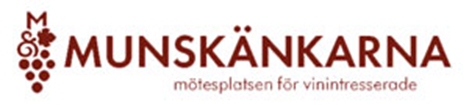 M
&
MUNSKÄNKARNA
mötesplatsen för vinintresserade